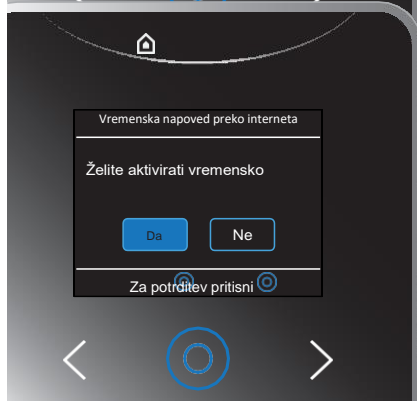 Vremenska napoved preko interneta
Želite aktivirati vremensko
Da
Ne
Za potrditev pritisni